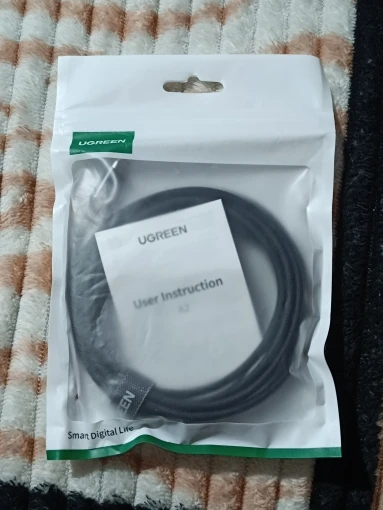 UGREEN
UGREEN
User Instruction
Smart Digital Life